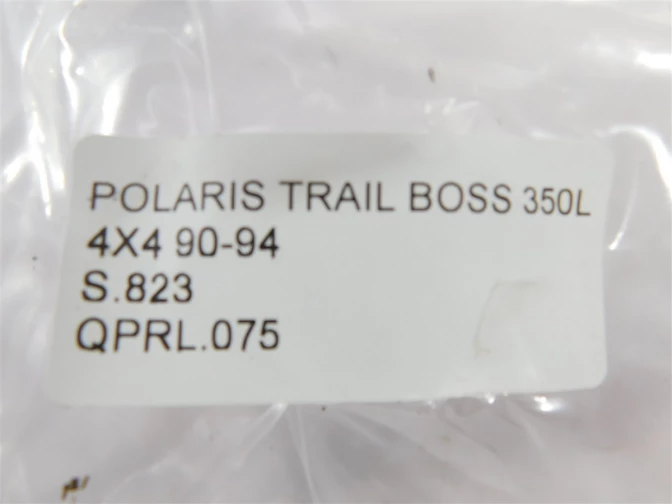 POLARIS TRAIL BOSS 350L
4X4 90-94
S.823
QPRL.075